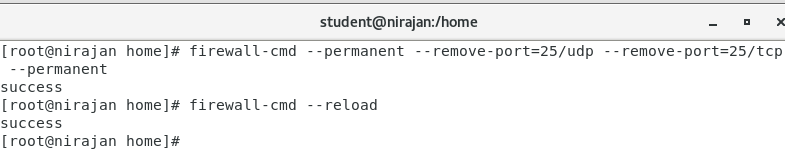 student@nirajan:/home
[root@nirajan home]# firewall-cmd --permanent --remove-port=25/udp --remove-port=25/tcp
 --permanent
success
[root@nirajan home]# firewall-cmd --reload
success
[root@nirajan home]#